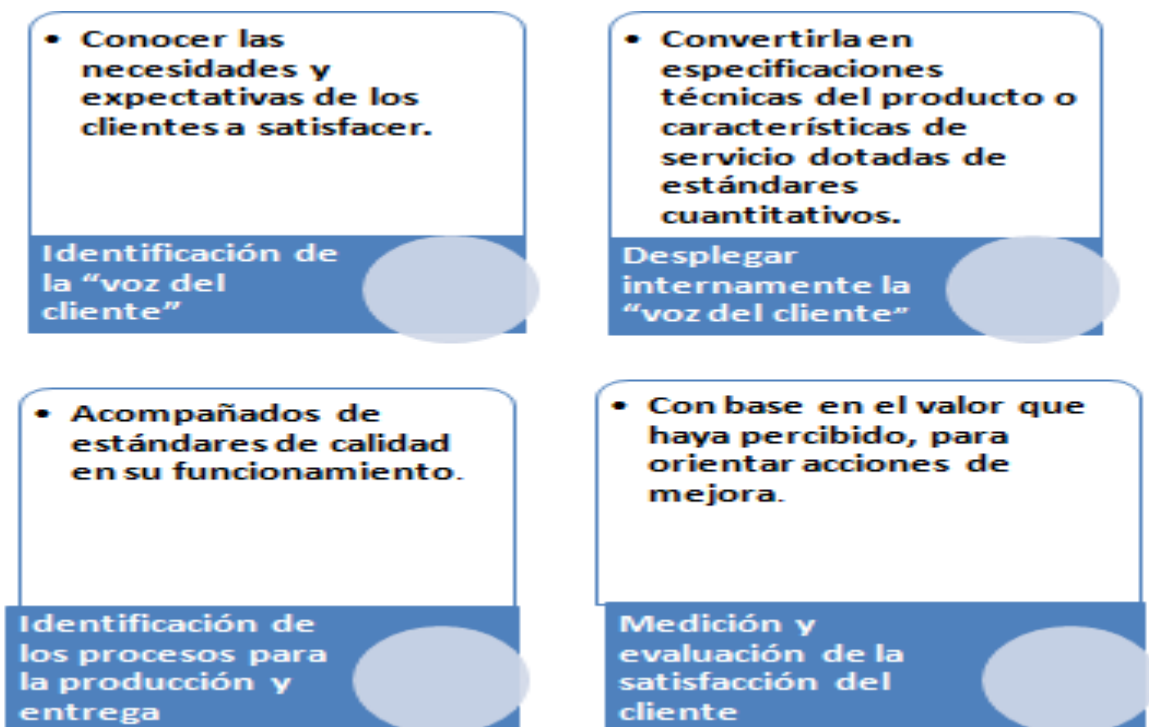 • Conocer las
necesidades y
expectativas de los
clientes a satisfacer.
Identificación de
la “voz del
cliente”
• Convertirla en
especificaciones
técnicas del producto o
características de
servicio dotadas de
estándares
cuantitativos.
Desplegar
internamente la
“voz del cliente”
• Acompañados de
estándares de calidad
en su funcionamiento.
Identificación de
los procesos para
la producción y
entrega
• Con base en el valor que
haya percibido, para
orientar acciones de
mejora.
Medición y
evaluación de la
satisfacción del
cliente